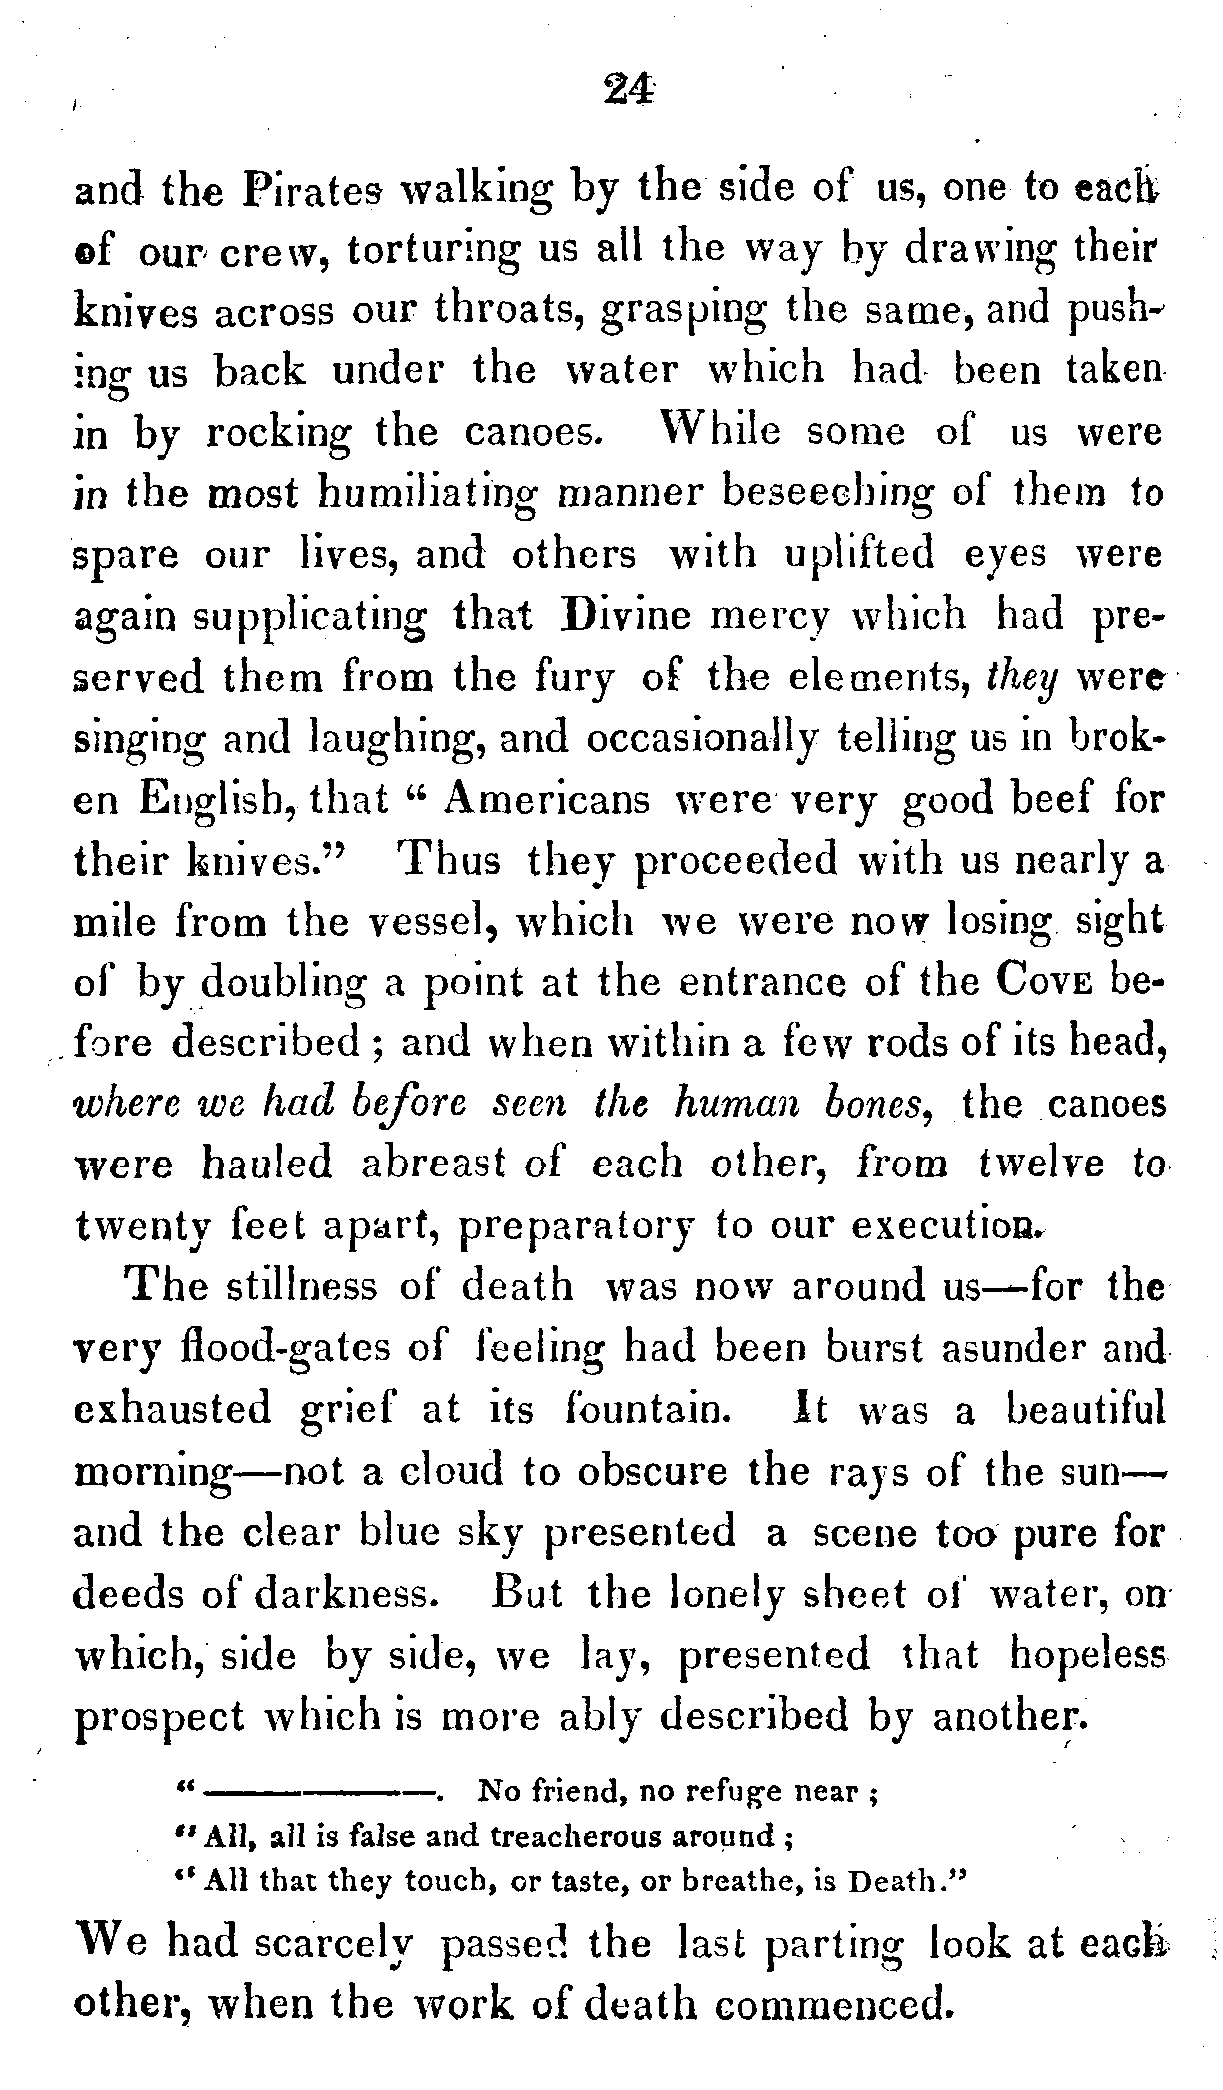 24
and the Pirates walking by the side of us, one to each
of our crew, torturing us all the way by drawing their
knives across our throats, grasping the same, and push-
ing us back under the water which had been taken
in by rocking the canoes. While some of us were
in the most humiliating manner beseeching of them to
spare our lives, and others with uplifted eyes were
again supplicating that Divine mercy which had pre-
served them from the fury of the elements, they were
singing and laughing, and occasionally telling us in brok-
en English, that “ Americans were very good beef for
their knives.” Thus they proceeded with us nearly a
mile from the vessel, which we were now losing sight
of by doubling a point at the entrance of the COVE be-
fore described ; and when within a few rods of its head,
where we had before seen the human bones, the canoes
were hauled abreast of each other, from twelve to
twenty feet apart, preparatory to our execution.
The stillness of death was now around us—for the
very flood-gates of feeling had been burst asunder and
exhausted grief at its fountain. It was a beautiful
morning—not a cloud to obscure the rays of the sun—
and the clear blue sky presented a scene too pure for
deeds of darkness. But the lonely sheet of water, on
which, side by side, we lay, presented that hopeless
prospect which is more ably described by another.
“ ————. No friend, no refuge near ;
“ All, all is false and treacherous around ;
“ All that they touch, or taste, or breathe, is Death.”
We had scarcely passed the last parting look at each
other, when the work of death commenced.